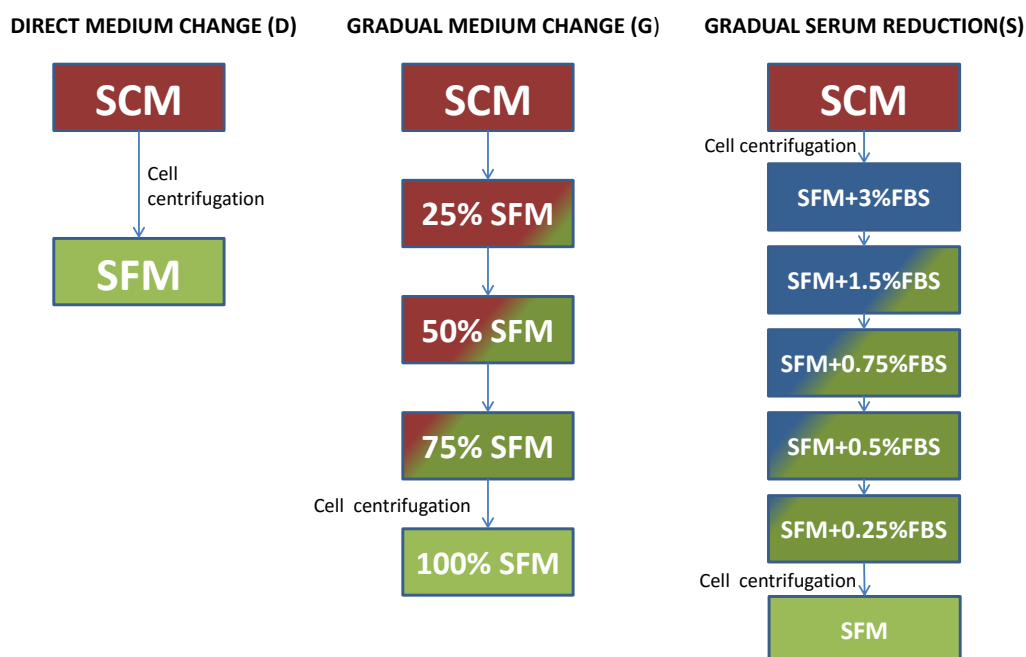 DIRECT MEDIUM CHANGE (D)
SCM
Cell
centrifugation
SFM
GRADUAL MEDIUM CHANGE (G)
SCM
25% SFM
50% SFM
75% SFM
Cell centrifugation
100% SFM
GRADUAL SERUM REDUCTION(S)
SCM
Cell centrifugation
SFM+3%FBS
SFM+1.5%FBS
SFM+0.75%FBS
SFM+0.5%FBS
SFM+0.25%FBS
Cell centrifugation
SFM